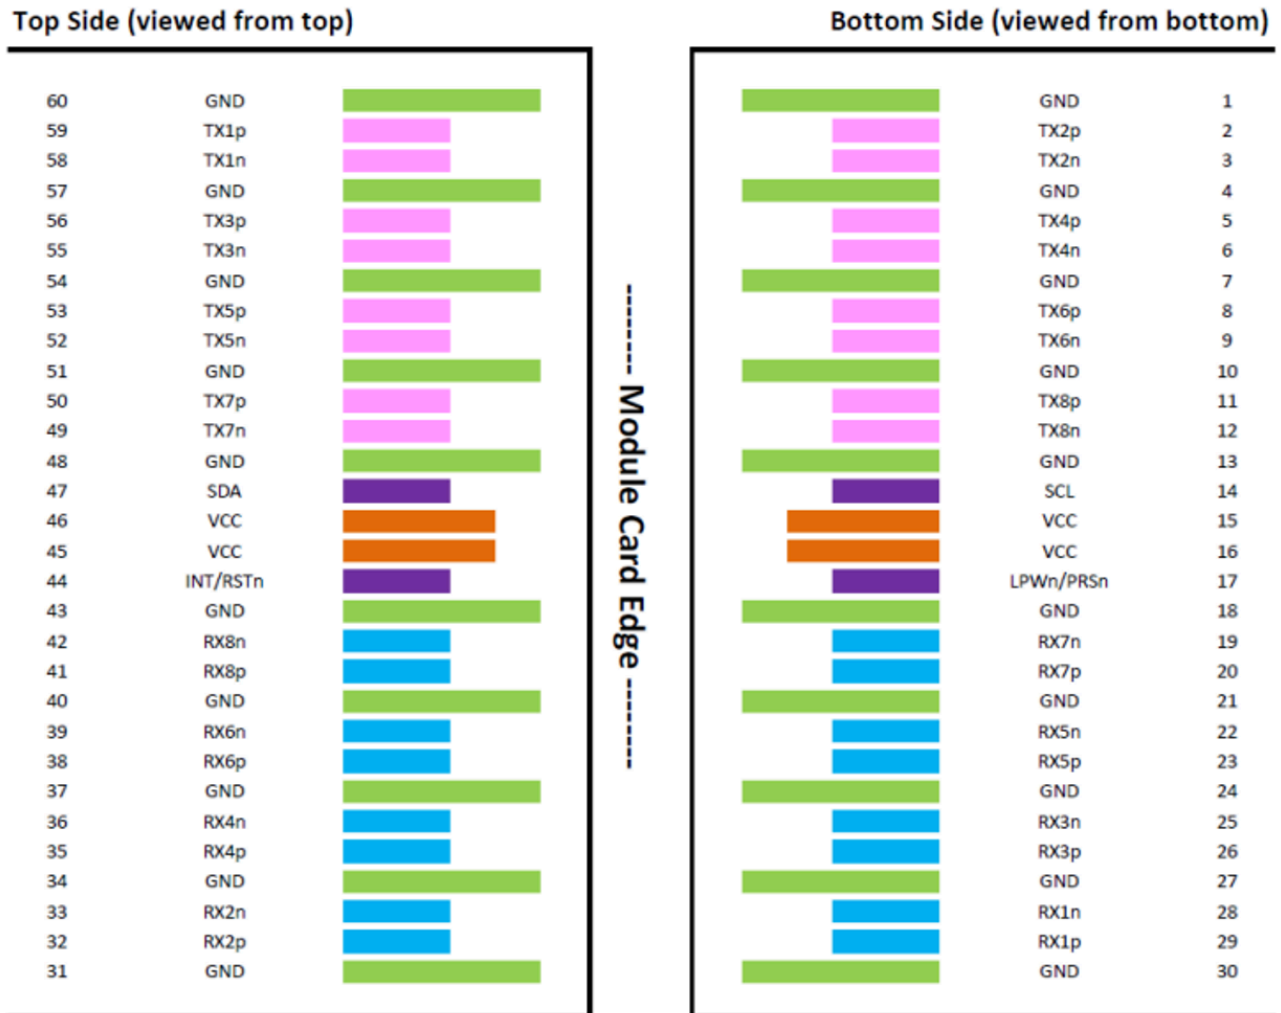 Top Side (viewed from top) Bottom Side (viewed from bottom)
60 GND GND 1
59 TX1p TX2p 2
58 TX1n TX2n 3
57 GND GND 4
56 TX3p TX4p 5
55 TX3n TX4n 6
54 GND GND 7
53 TX5p TX6p 8
52 TX5n TX6n 9
51 GND GND 10
50 TX7p TX8p 11
49 TX7n TX8n 12
48 GND GND 13
47 SDA SCL 14
46 VCC VCC 15
45 VCC VCC 16
44 INT/RSTn LPWn/PRSn 17
43 GND GND 18
42 RX8n RX7n 19
41 RX8p RX7p 20
40 GND GND 21
39 RX6n RX5n 22
38 RX6p RX5p 23
37 GND GND 24
36 RX4n RX3n 25
35 RX4p RX3p 26
34 GND GND 27
33 RX2n RX1n 28
32 RX2p RX1p 29
31 GND GND 30
-------- Module Card Edge --------